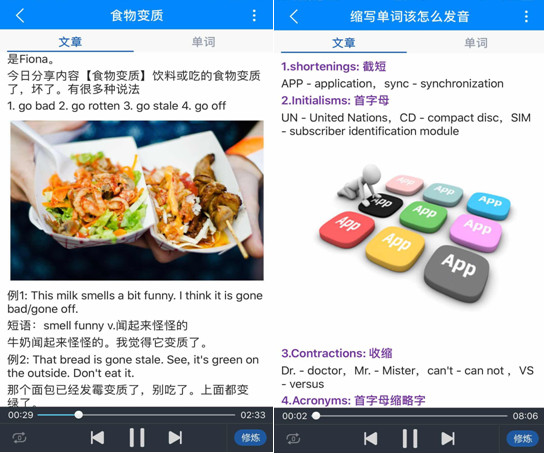 食物变质
文章
单词
是Fiona。
今日分享内容【食物变质】饮料或吃的食物变质
了，坏了。有很多种说法
1. go bad 2. go rotten 3. go stale 4. go off
例1: This milk smells a bit funny. I think it is gone
bad/gone off.
短语：smell funny v.闻起来怪怪的
牛奶闻起来怪怪的。我觉得它变质了。
例2: That bread is gone stale. See, it's green on
the outside. Don't eat it.
那个面包已经发霉变质了，别吃了。上面都变
绿了。
00:29
02:33
修炼
缩写单词该怎么发音
文章
单词
1.shortenings: 截短
APP - application，sync - synchronization
2.Initialisms: 首字母
UN - United Nations，CD - compact disc，SIM
- subscriber identification module
App
App
App
App
App
App
App
App
App
3.Contractions: 收缩
Dr. - doctor，Mr. - Mister，can't - can not，VS
- versus
4.Acronyms: 首字母缩略字
00:02
08:06
修炼